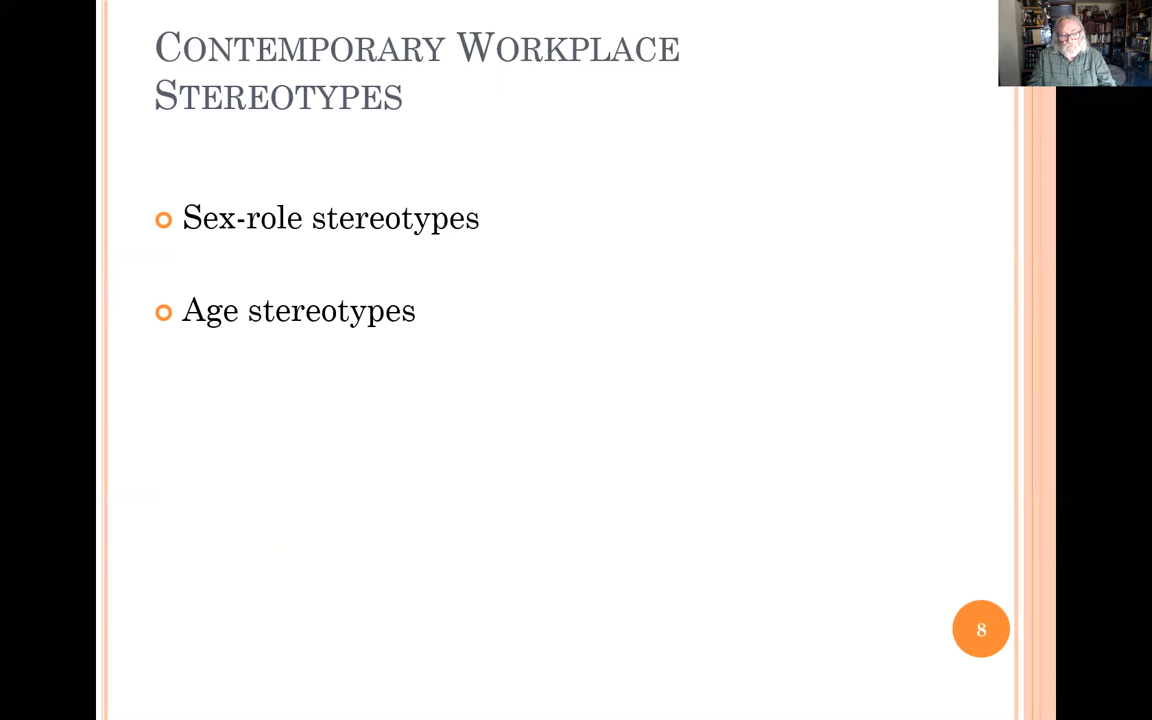 Contemporary Workplace
Stereotypes
Sex-role stereotypes
Age stereotypes
8